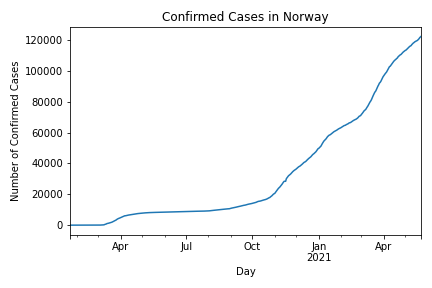 Confirmed Cases in Norway
120000
100000
80000
60000
40000
20000
0
Number of Confirmed Cases
Apr Jul Oct Jan Apr
2021
Day